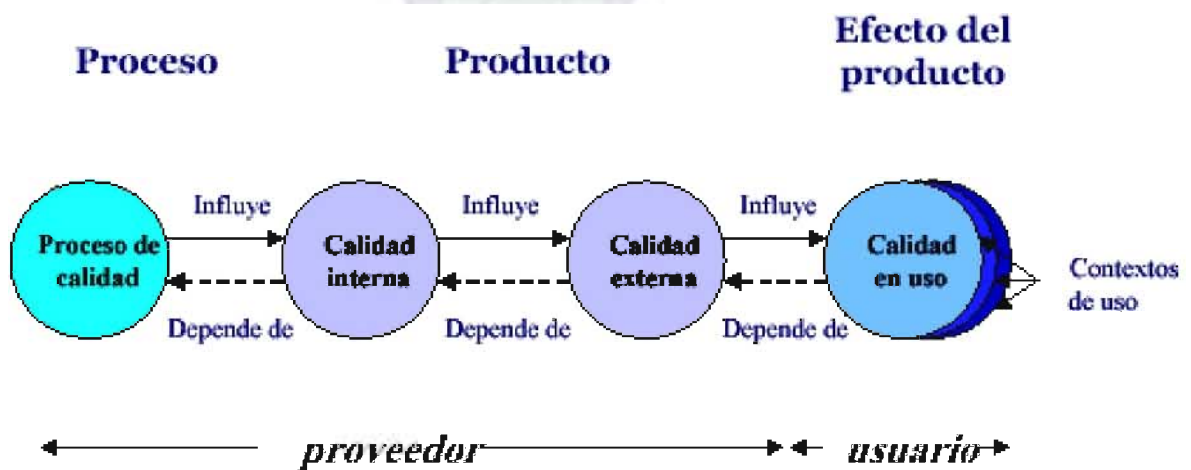 Proceso
Producto
Efecto del
producto
Influye
Influye
Influye
Proceso de
calidad
Calidad
interna
Calidad
externa
Calidad
en uso
Contextos
de uso
Depende de
Depende de
Depende de
proveedor
usuario